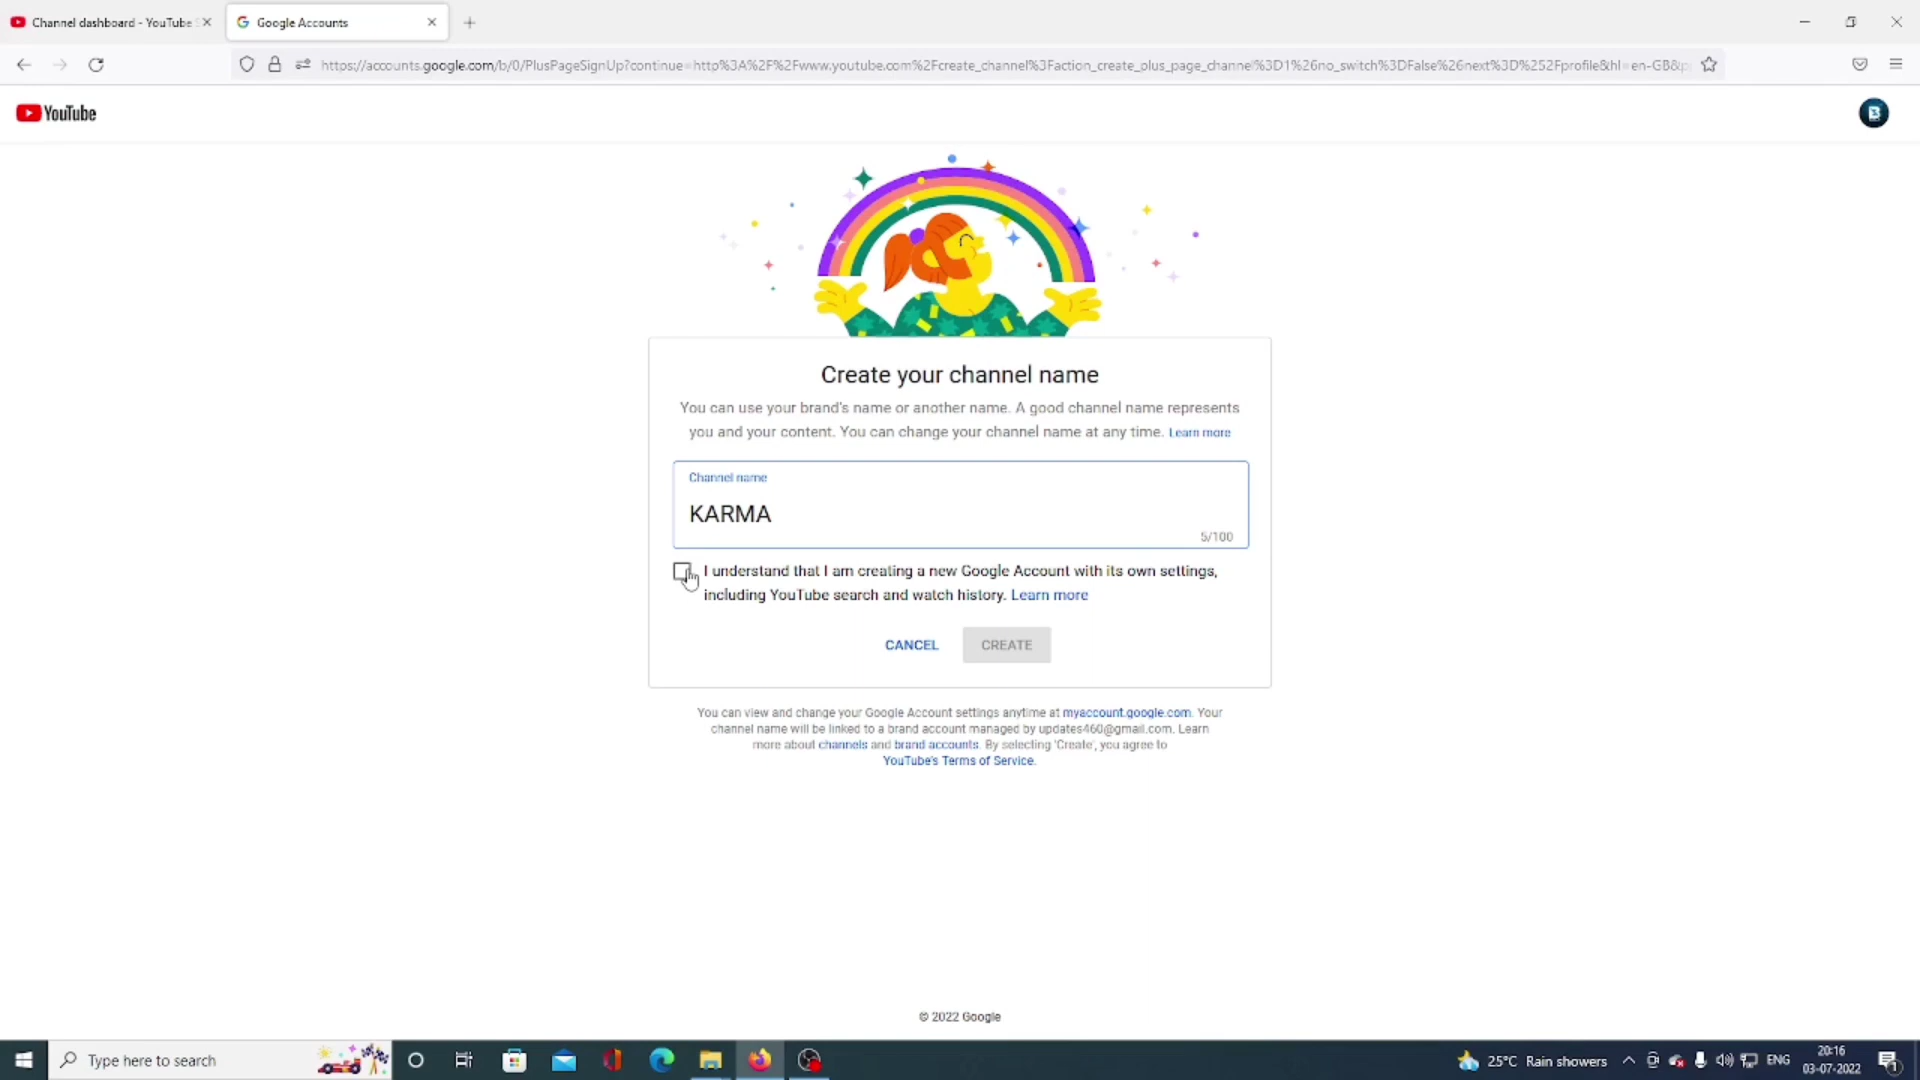 Channel dashboard - YouTube
Google Accounts
https://accounts.google.com/b/0/PlusPageSignUp?continue=http%3A%2F%2Fwww.youtube.com%2Fcreate_channel%3Faction_create_plus_page_channel%3D1%26no_switch%3DFalse%26next%3D%252Fprofile&hl=en-GB&p
YouTube
B
Create your channel name
You can use your brand's name or another name. A good channel name represents
you and your content. You can change your channel name at any time. Learn more
Channel name
KARMA
5/100
I understand that I am creating a new Google Account with its own settings,
including YouTube search and watch history. Learn more
CANCEL CREATE
You can view and change your Google Account settings anytime at myaccount.google.com. Your
channel name will be linked to a brand account managed by updates460@gmail.com. Learn
more about channels and brand accounts. By selecting 'Create', you agree to
YouTube's Terms of Service.
© 2022 Google
Type here to search
25°C Rain showers
ENG
20:16
03-07-2022
1